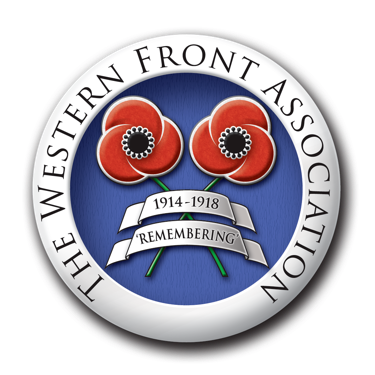 THE WESTERN FRONT ASSOCIATION
1914-1918
'REMEMBERING'